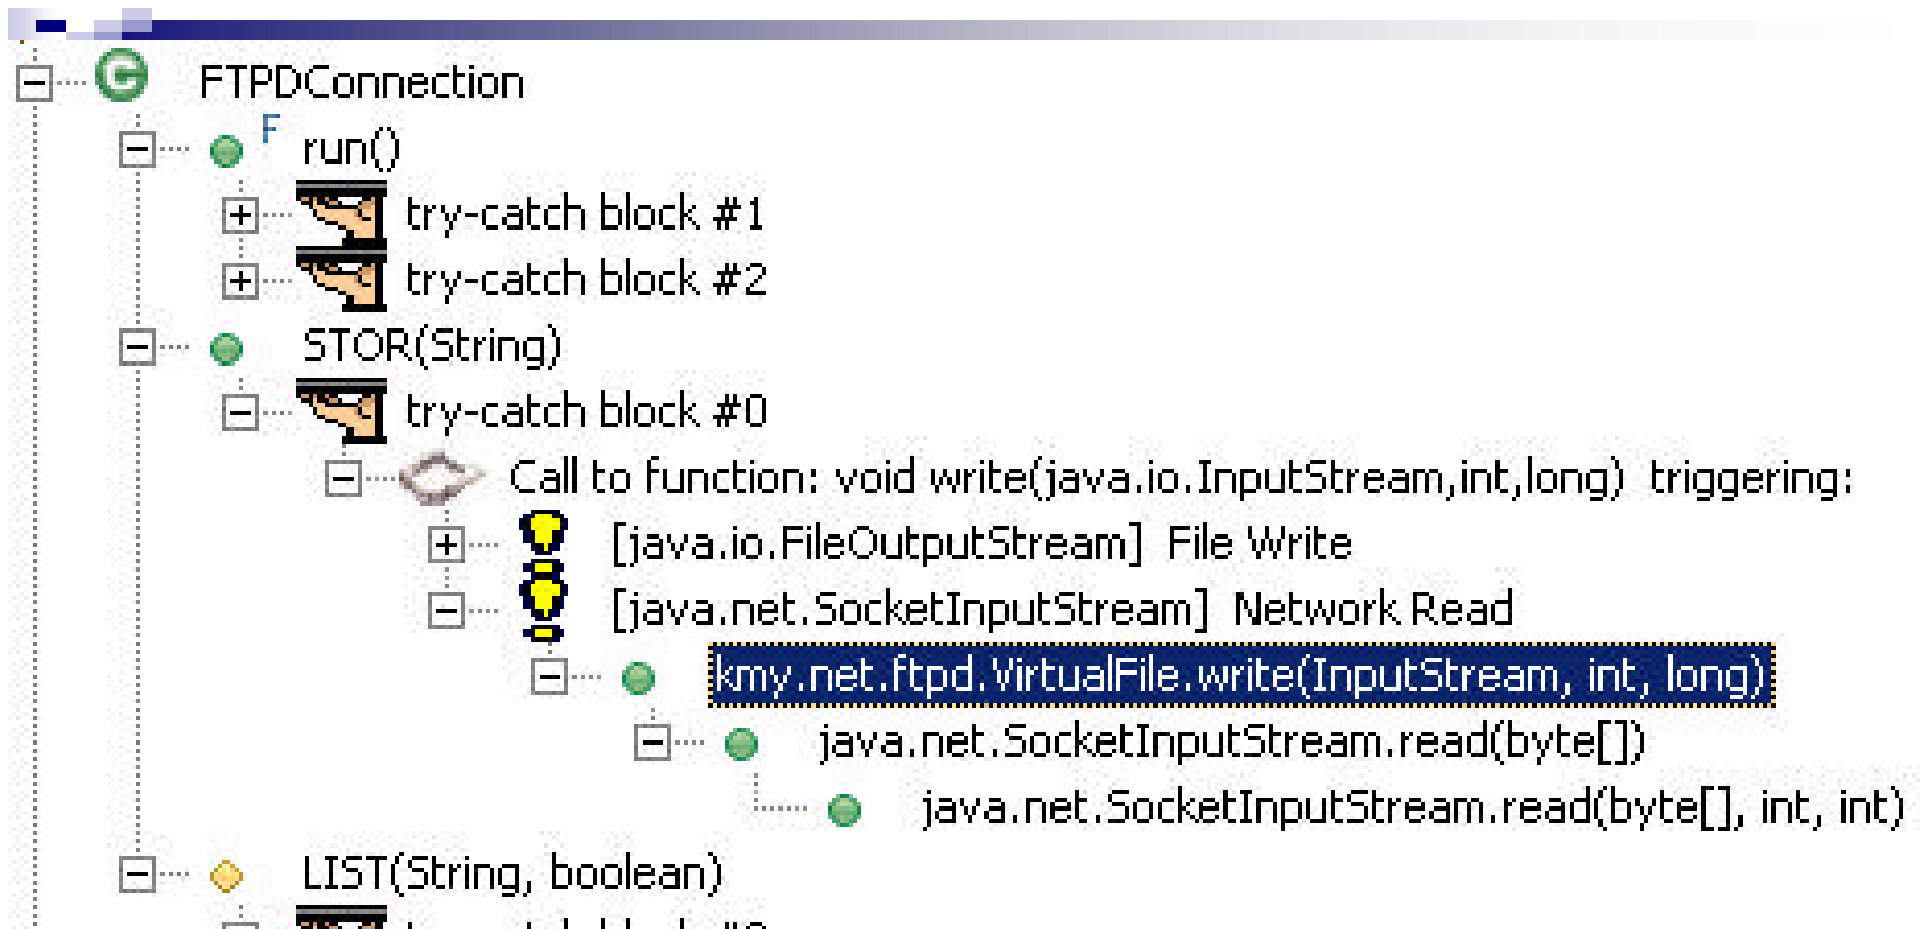 FTPDConnection
F run()
try-catch block #1
try-catch block #2
STOR(String)
try-catch block #0
Call to function: void write(java.io.InputStream,int,long) triggering:
[java.io.FileOutputStream] File Write
[java.net.SocketInputStream] Network Read
kmy.net.ftpd.VirtualFile.write(InputStream, int, long)
java.net.SocketInputStream.read(byte[])
java.net.SocketInputStream.read(byte[], int, int)
LIST(String, boolean)